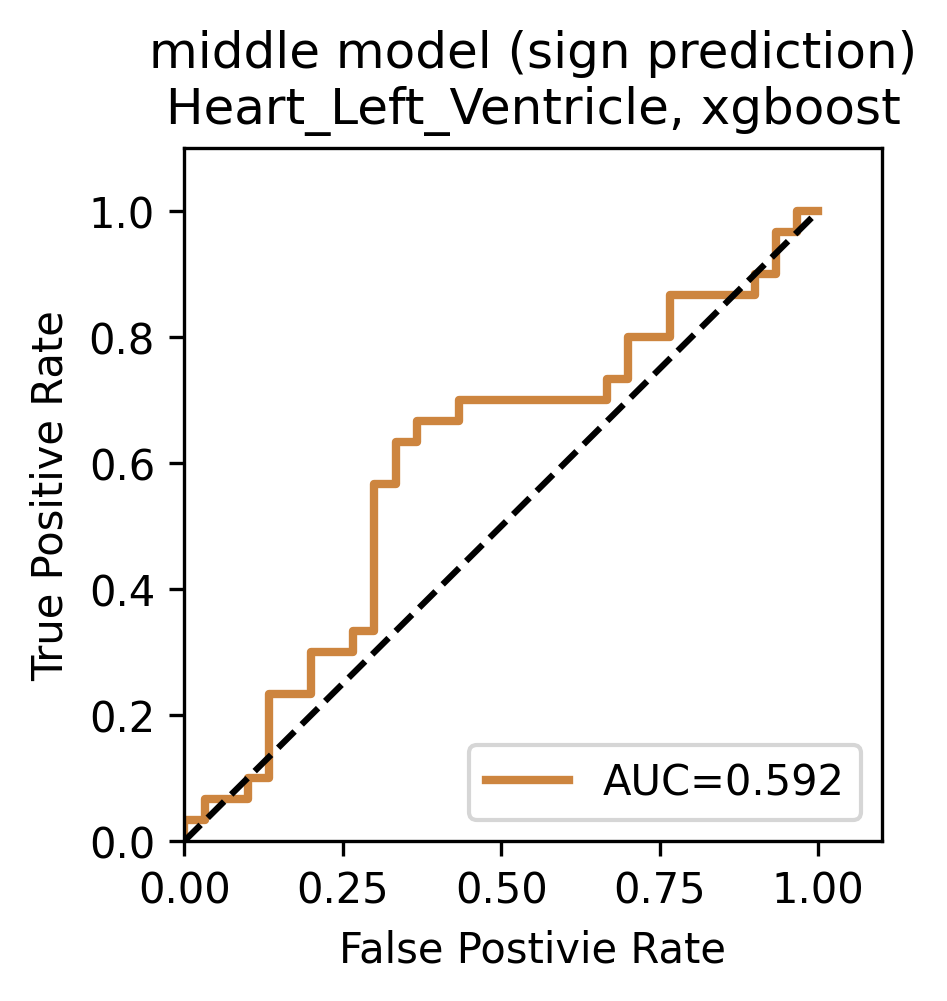 middle model (sign prediction)
Heart_Left_Ventricle, xgboost
1.0
0.8
0.6
0.4
0.2
0.0
True Positive Rate
AUC=0.592
0.00 0.25 0.50 0.75 1.00
False Postivie Rate